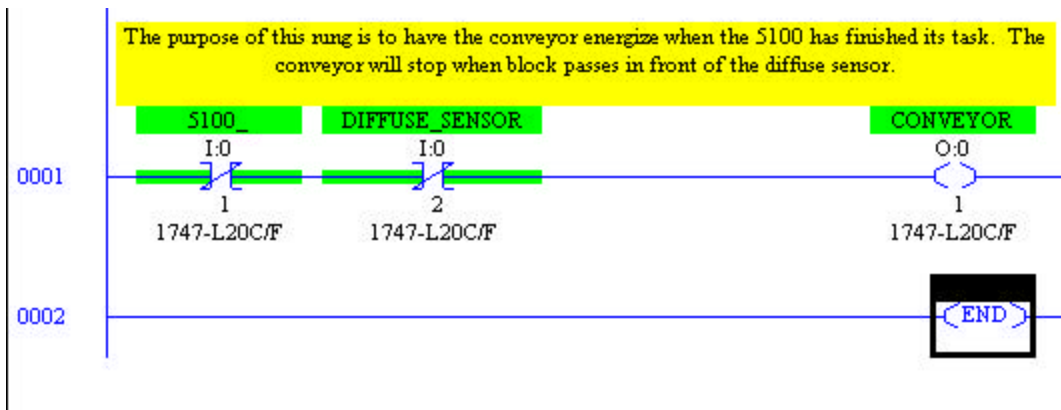 The purpose of this rung is to have the conveyor energize when the 5100 has finished its task. The
conveyor will stop when block passes in front of the diffuse sensor.
5100_ DIFFUSE_SENSOR CONVEYOR
I:0 I:0 O:0
0001
1 2 1
1747-L20C/F 1747-L20C/F 1747-L20C/F
0002 END